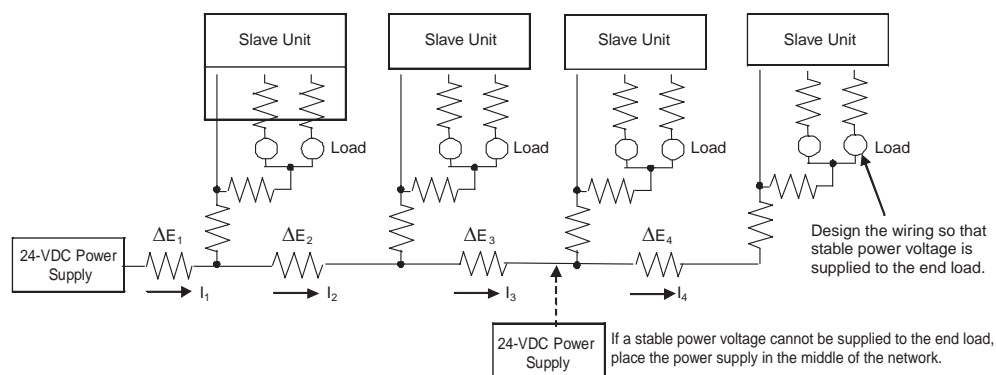 Slave Unit
Slave Unit
Slave Unit
Slave Unit
Load
Load
Load
Load
ΔE1
ΔE2
ΔE3
ΔE4
24-VDC Power
Supply
I1
I2
I3
I4
Design the wiring so that
stable power voltage is
supplied to the end load.
24-VDC Power
Supply
If a stable power voltage cannot be supplied to the end load,
place the power supply in the middle of the network.